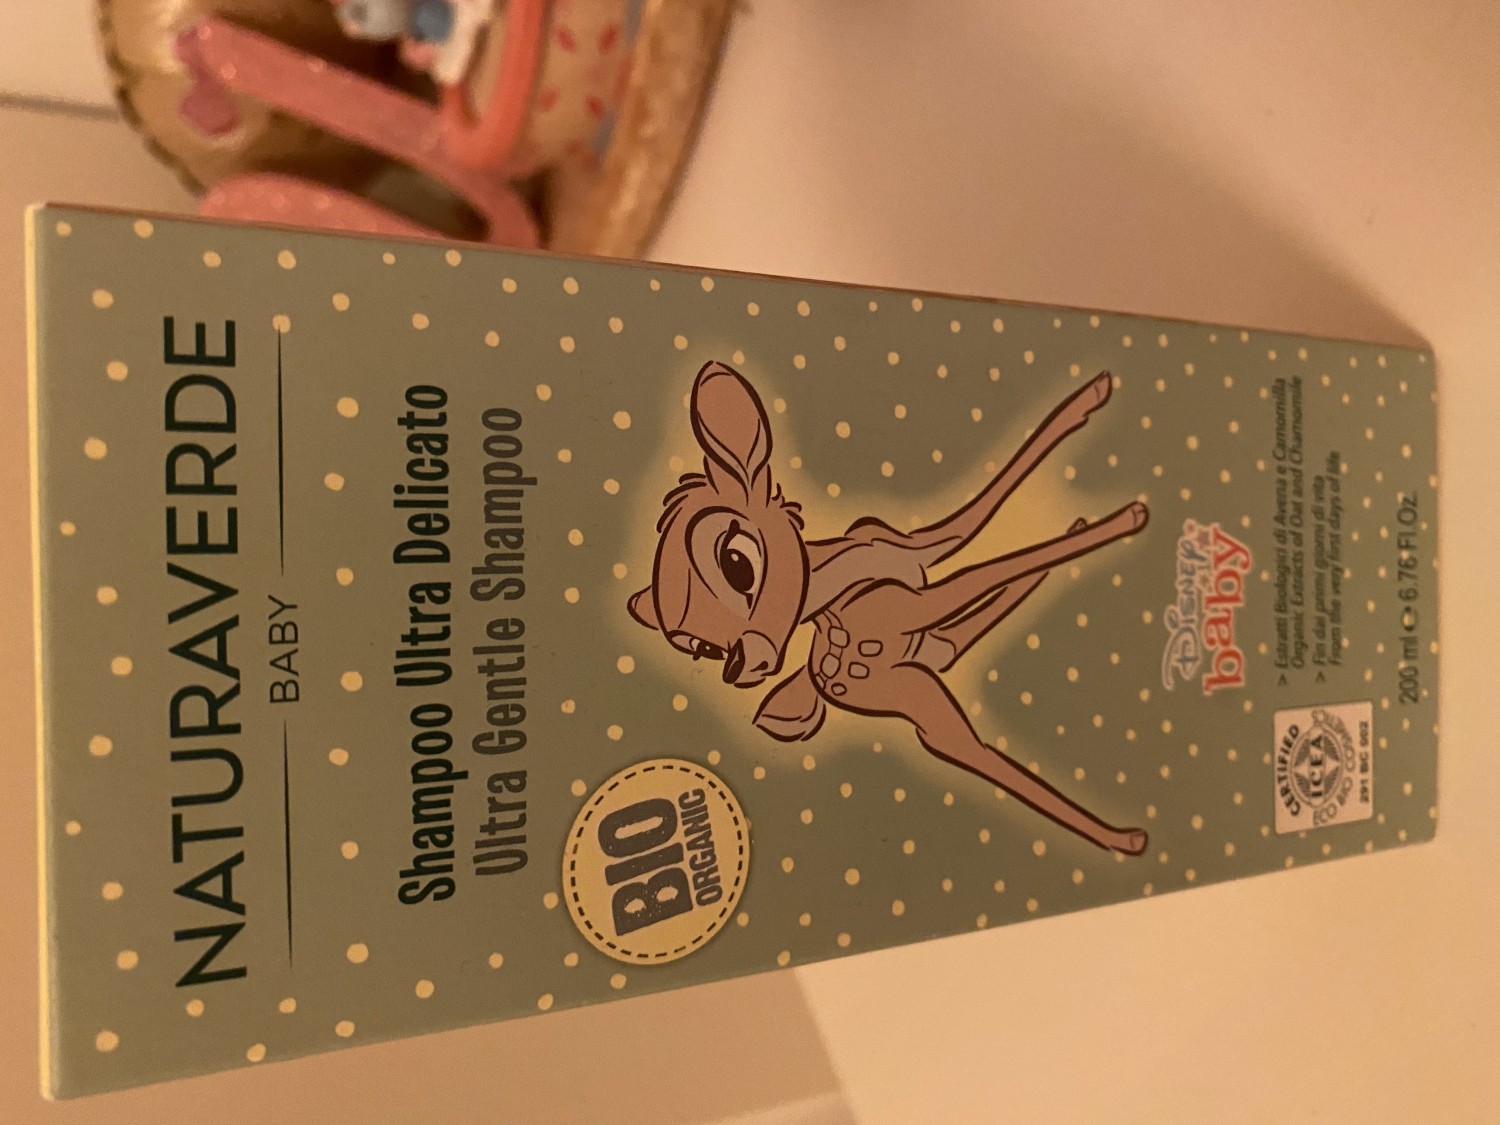 NATURAVERDE
BABY
Shampoo Ultra Delicato
Ultra Gentle Shampoo
BIO
ORGANIC
Disney
baby
> Estratti Biologici di Avena e Camomilla
Organic Extracts of Oat and Chamomile
> Fin dai primi giorni di vita
From the very first days of life
CERTIFIED
ICEA
ECO BIO COSMETICS
291 BC 002
200 ml e 6.76 Fl.Oz.